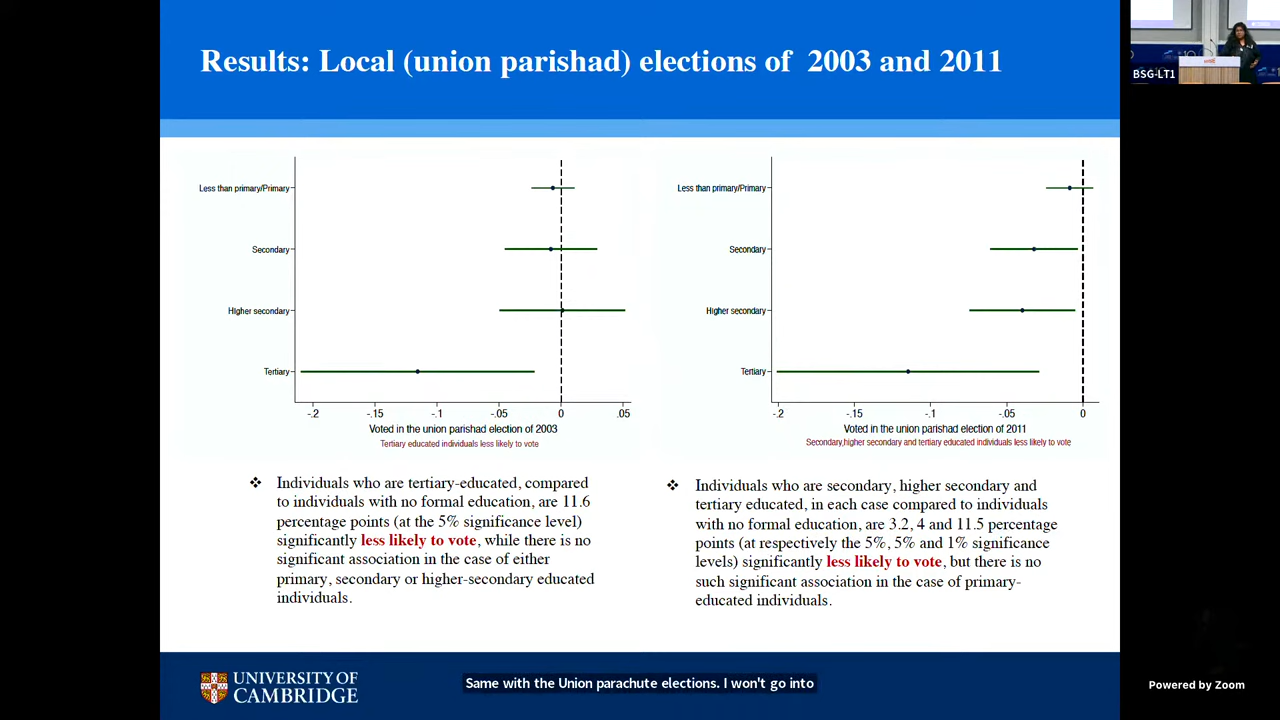 Results: Local (union parishad) elections of 2003 and 2011
BSG-LT1
Less than primary/Primary
Secondary
Higher secondary
Tertiary
-.2 -.15 -.1 -.05 0 .05
Voted in the union parishad election of 2003
Tertiary educated individuals less likely to vote
Less than primary/Primary
Secondary
Higher secondary
Tertiary
-.2 -.15 -.1 -.05 0
Voted in the union parishad election of 2011
Secondary,higher secondary and tertiary educated individuals less likely to vote
❖ Individuals who are tertiary-educated, compared
to individuals with no formal education, are 11.6
percentage points (at the 5% significance level)
significantly less likely to vote, while there is no
significant association in the case of either
primary, secondary or higher-secondary educated
individuals.
❖ Individuals who are secondary, higher secondary and
tertiary educated, in each case compared to individuals
with no formal education, are 3.2, 4 and 11.5 percentage
points (at respectively the 5%, 5% and 1% significance
levels) significantly less likely to vote, but there is no
such significant association in the case of primary-
educated individuals.
UNIVERSITY OF
CAMBRIDGE
Same with the Union parachute elections. I won't go into
Powered by Zoom